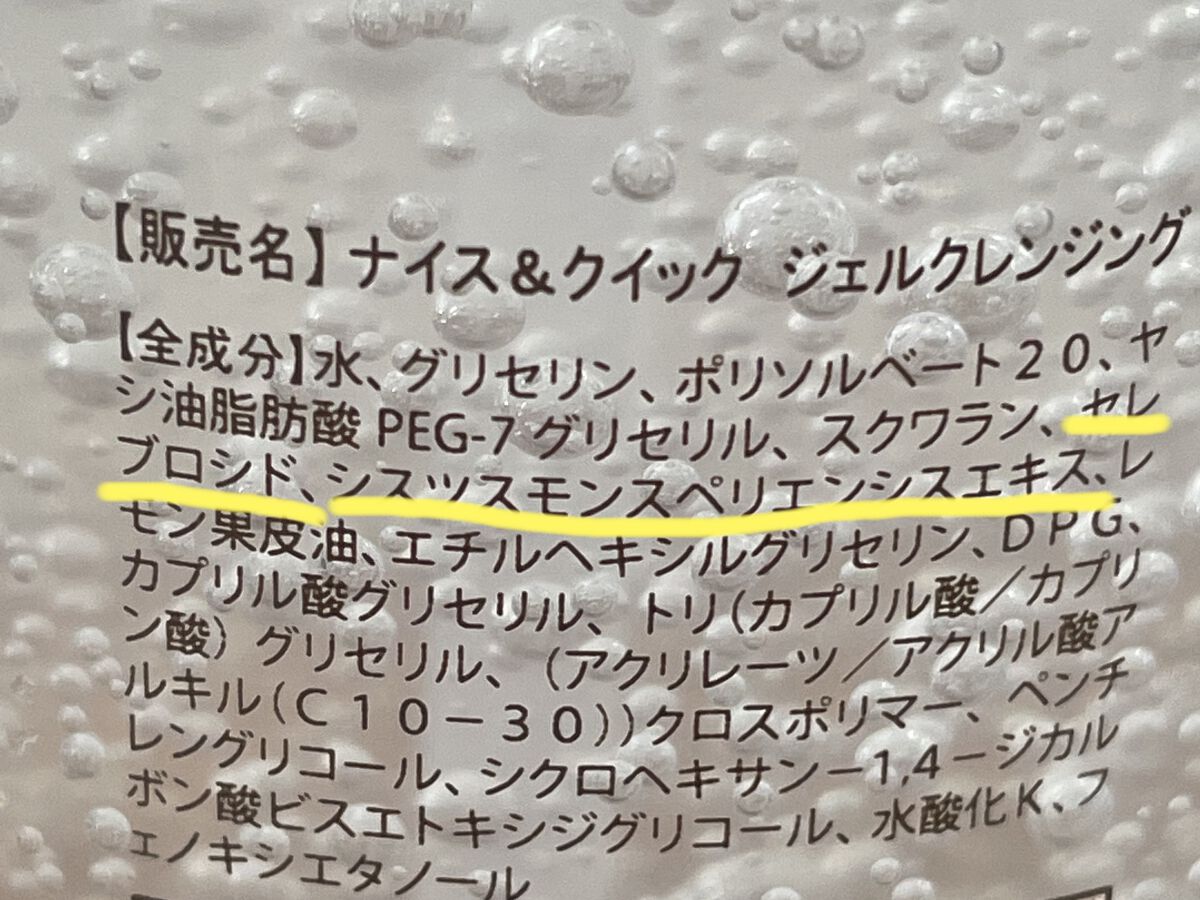 【販売名】ナイス&クイック ジェルクレンジング
【全成分】水、グリセリン、ポリソルベート20、ヤ
シ油脂肪酸 PEG-7 グリセリル、スクワラン、セレ
ブロシド、シスツスモンスペリエンシスエキス、レ
モン果皮油、エチルヘキシルグリセリン、DPG、
カプリル酸グリセリル、トリ(カプリル酸/カプリ
ン酸)グリセリル、(アクリレーツ/アクリル酸ア
ルキル(C10-30))クロスポリマー、ペンチ
レングリコール、シクロヘキサン-1,4-ジカル
ボン酸ビスエトキシジグリコール、水酸化K、フ
ェノキシエタノール